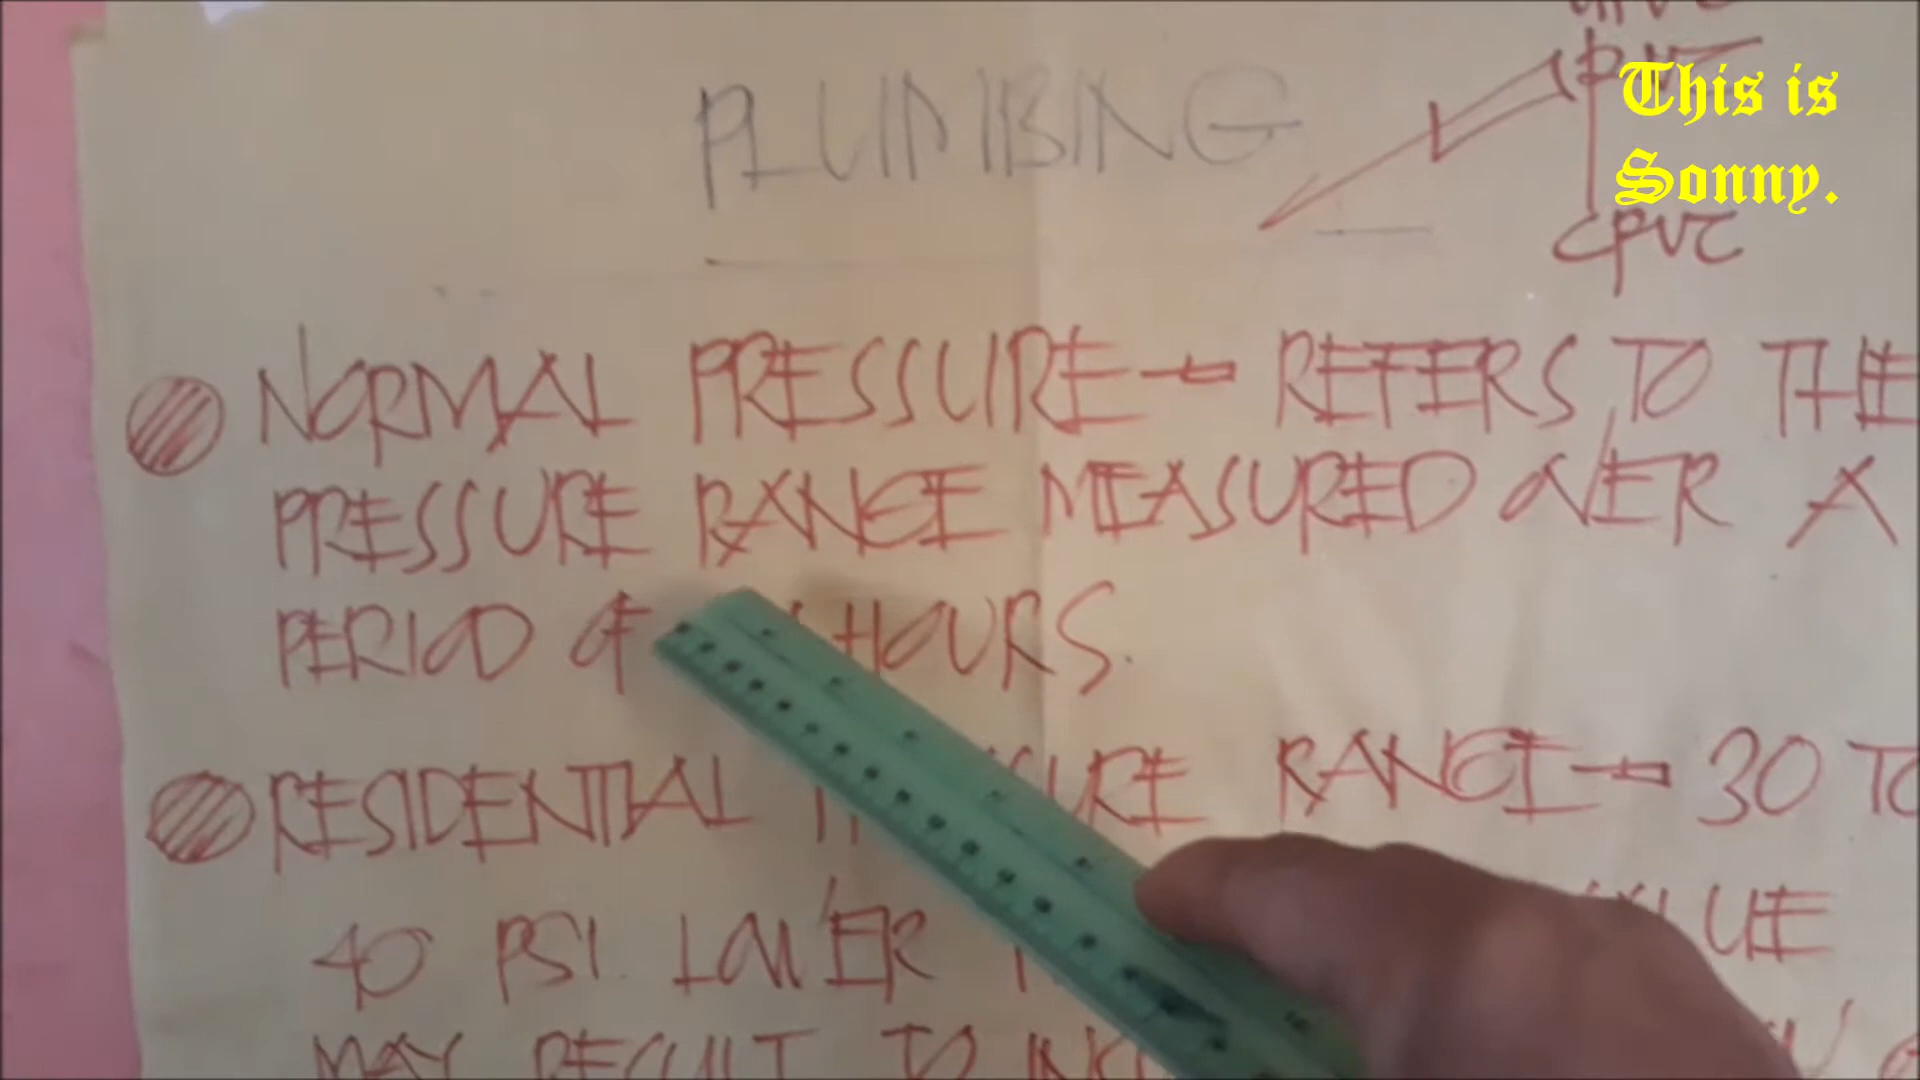 PLUMBING
This is
Sonny.
CPVC
NORMAL PRESSURE - REFERS TO THE
PRESSURE RANGE MEASURED OVER A
PERIOD OF HOURS.
RESIDENTIAL RANGE - 30 TO
40 PSI. LOWER
MAY RESULT TO